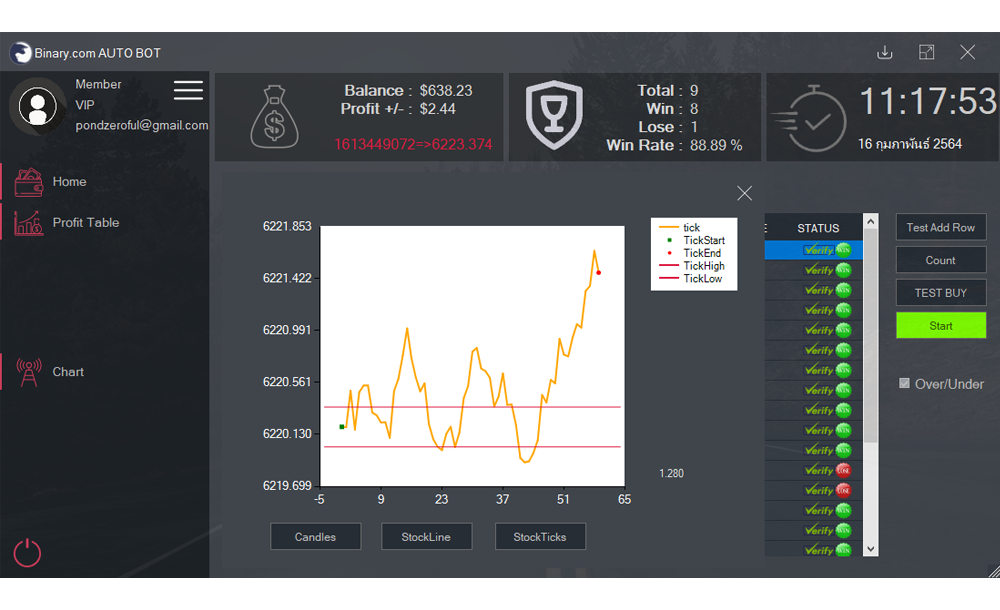 Binary.com AUTO BOT
Member
VIP
pondzeroful@gmail.com
Balance : $638.23
Profit +/- : $2.44
1613449072=>6223.374
Total : 9
Win : 8
Lose : 1
Win Rate : 88.89 %
11:17:53
16 กุมภาพันธ์ 2564
Home
Profit Table
Chart
6221.853
6221.422
6220.991
6220.561
6220.130
6219.699
-5 9 23 37 51 65
tick
TickStart
TickEnd
TickHigh
TickLow
1.280
Candles StockLine StockTicks
STATUS
Verify WIN
Verify WIN
Verify WIN
Verify WIN
Verify WIN
Verify WIN
Verify WIN
Verify WIN
Verify WIN
Verify WIN
Verify WIN
Verify LOSE
Verify LOSE
Verify WIN
Verify WIN
Verify WIN
Test Add Row
Count
TEST BUY
Start
Over/Under